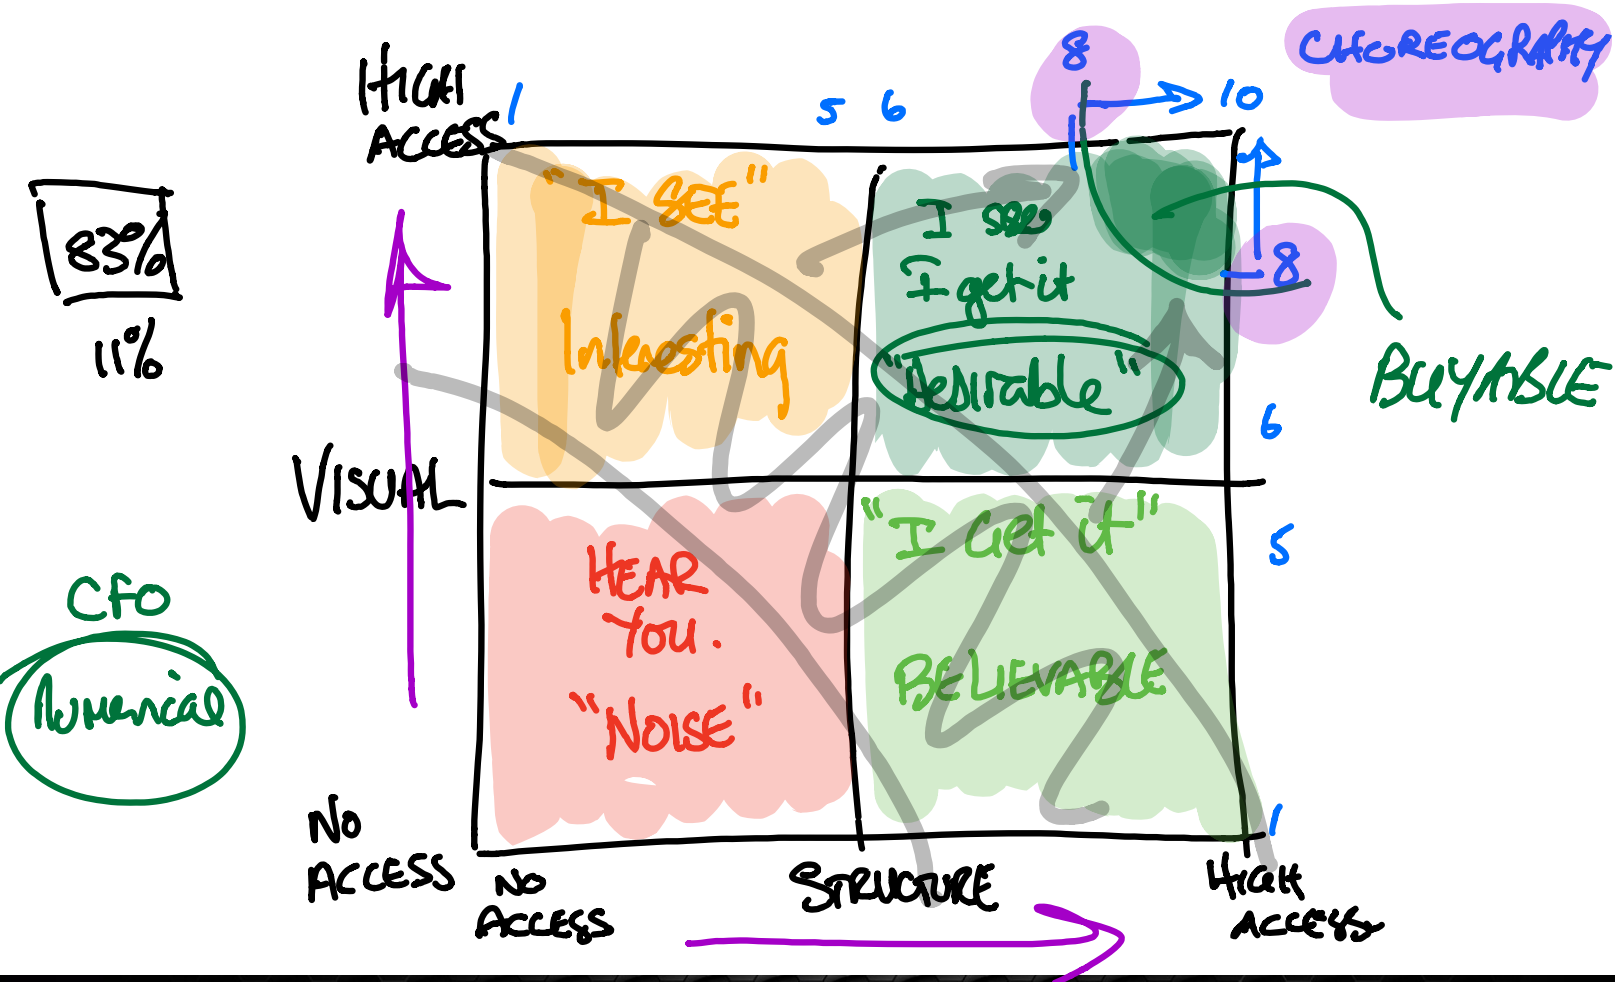 CHOREOGRAPHY
8
10
1
5 6
HIGH
ACCESS
"I SEE"
Interesting
I see
I get it
"Desirable"
8
BUYABLE
83%
11%
6
VISUAL
"I Get it"
BELIEVABLE
5
HEAR
YOU.
"NOISE"
CFO
Numerical
1
NO
ACCESS
NO
ACCESS
STRUCTURE
HIGH
ACCESS